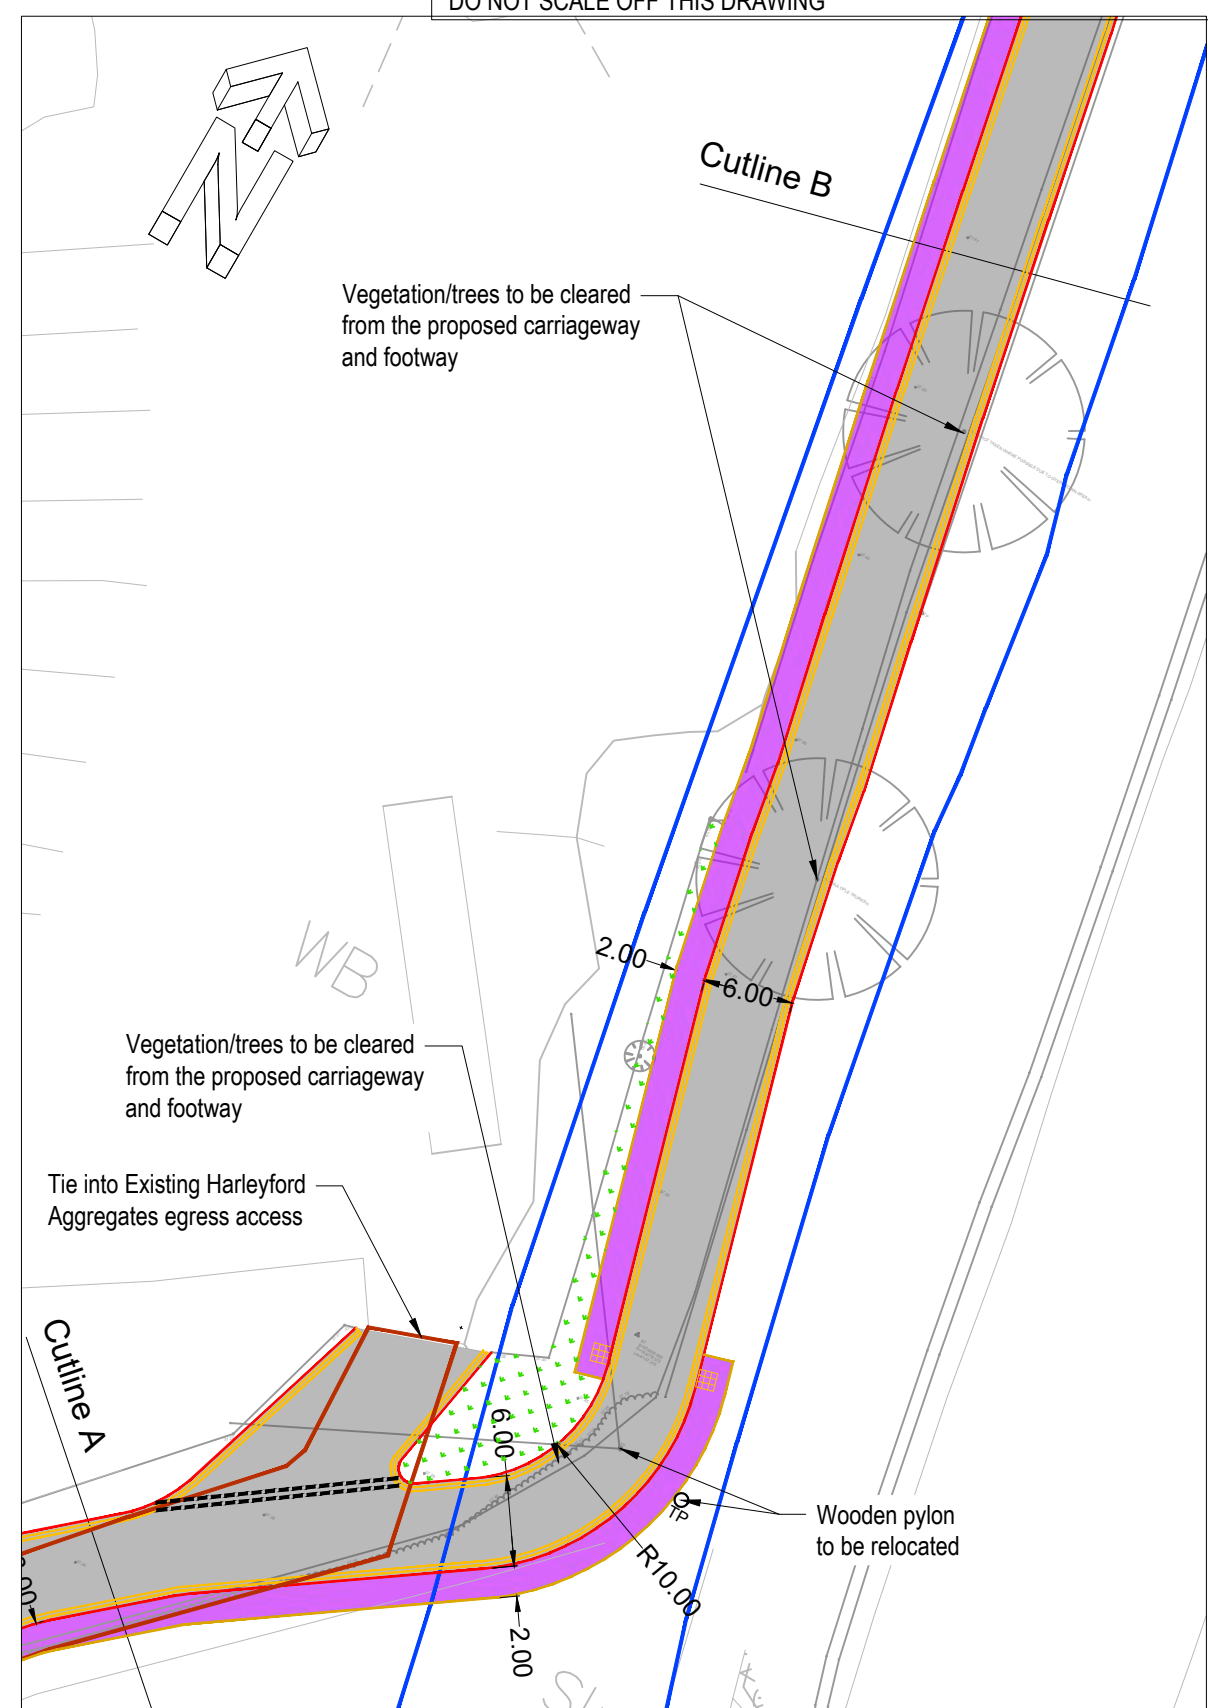 DO NOT SCALE OFF THIS DRAWING
N
Cutline B
Vegetation/trees to be cleared
from the proposed carriageway
and footway
WB
2.00
6.00
Vegetation/trees to be cleared
from the proposed carriageway
and footway
Tie into Existing Harleyford
Aggregates egress access
Cutline A
6.00
TP
Wooden pylon
to be relocated
R10.00
2.00